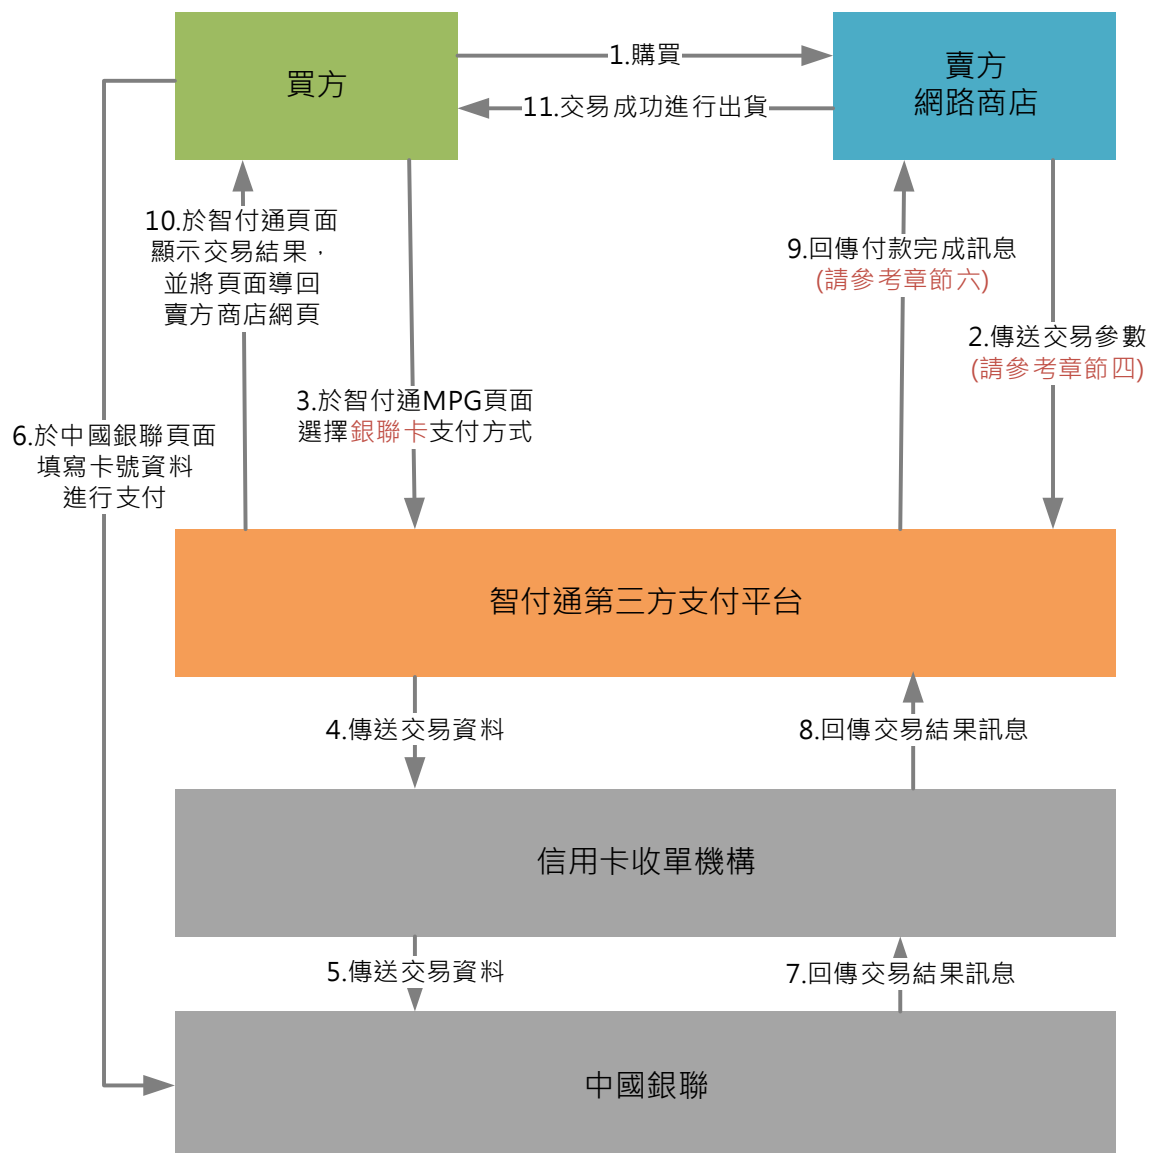 買方
1.購買
賣方
網路商店
11.交易成功進行出貨
10.於智付通頁面
顯示交易結果，
並將頁面導回
賣方商店網頁
9.回傳付款完成訊息
(請參考章節六)
2.傳送交易參數
(請參考章節四)
3.於智付通MPG頁面
選擇銀聯卡支付方式
6.於中國銀聯頁面
填寫卡號資料
進行支付
智付通第三方支付平台
4.傳送交易資料
8.回傳交易結果訊息
信用卡收單機構
5.傳送交易資料
7.回傳交易結果訊息
中國銀聯